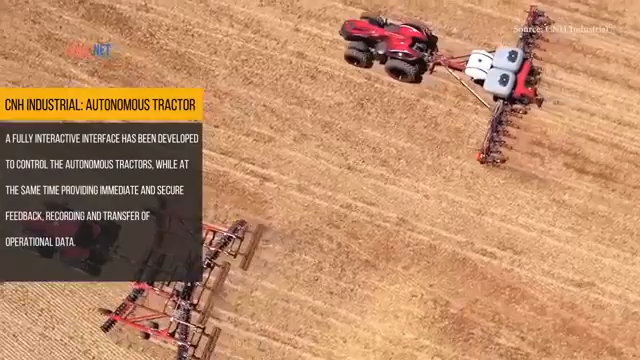 Source: CNH Industrial
CNH INDUSTRIAL: AUTONOMOUS TRACTOR
A FULLY INTERACTIVE INTERFACE HAS BEEN DEVELOPED
TO CONTROL THE AUTONOMOUS TRACTORS, WHILE AT
THE SAME TIME PROVIDING IMMEDIATE AND SECURE
FEEDBACK, RECORDING AND TRANSFER OF
OPERATIONAL DATA.